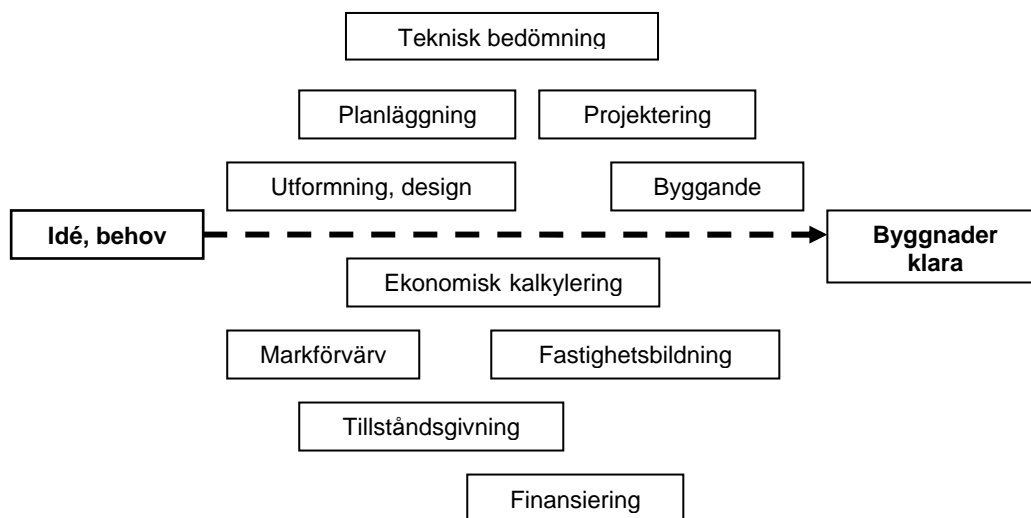 Teknisk bedömning
Planläggning
Projektering
Utformning, design
Byggande
Idé, behov
Byggnader
klara
Ekonomisk kalkylering
Markförvärv
Fastighetsbildning
Tillståndsgivning
Finansiering